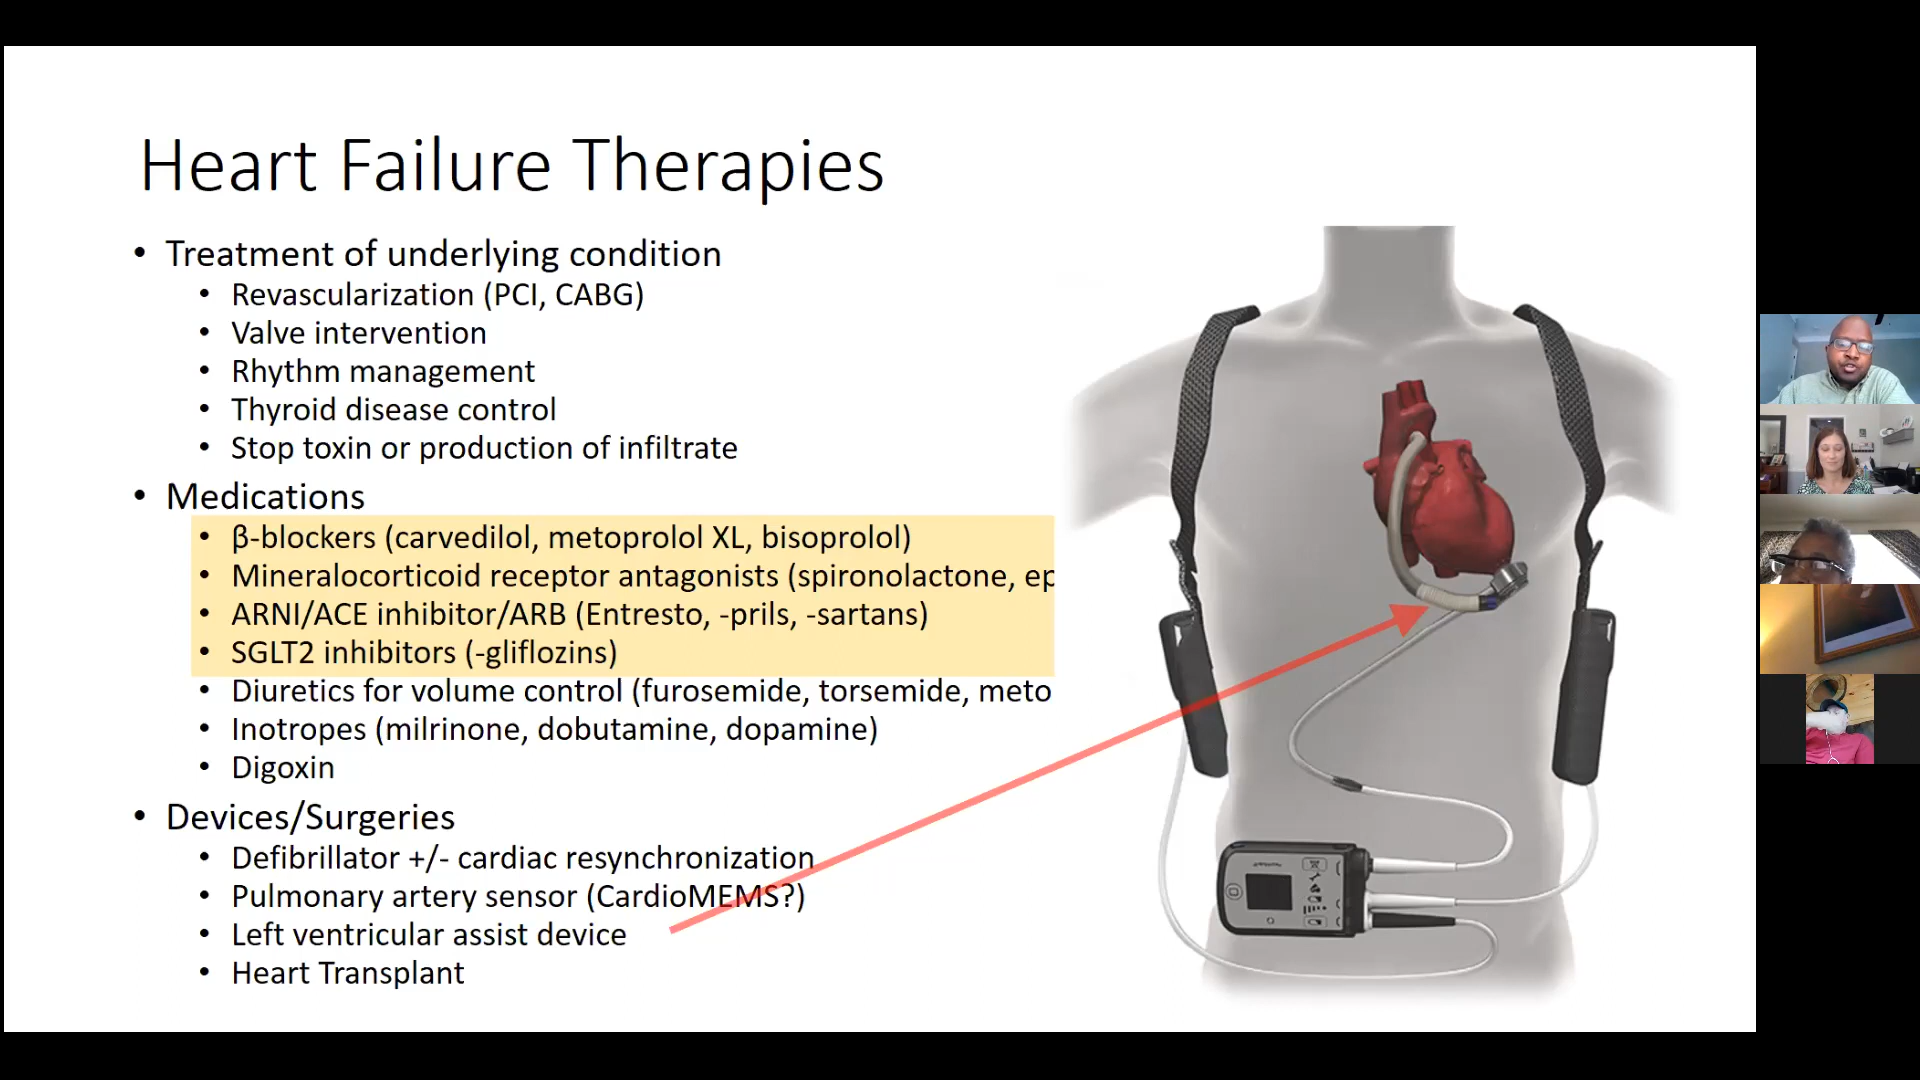 Heart Failure Therapies
• Treatment of underlying condition
• Revascularization (PCI, CABG)
• Valve intervention
• Rhythm management
• Thyroid disease control
• Stop toxin or production of infiltrate
• Medications
• β-blockers (carvedilol, metoprolol XL, bisoprolol)
• Mineralocorticoid receptor antagonists (spironolactone, ep
• ARNI/ACE inhibitor/ARB (Entresto, -prils, -sartans)
• SGLT2 inhibitors (-gliflozins)
• Diuretics for volume control (furosemide, torsemide, meto
• Inotropes (milrinone, dobutamine, dopamine)
• Digoxin
• Devices/Surgeries
• Defibrillator +/- cardiac resynchronization
• Pulmonary artery sensor (CardioMEMS?)
• Left ventricular assist device
• Heart Transplant